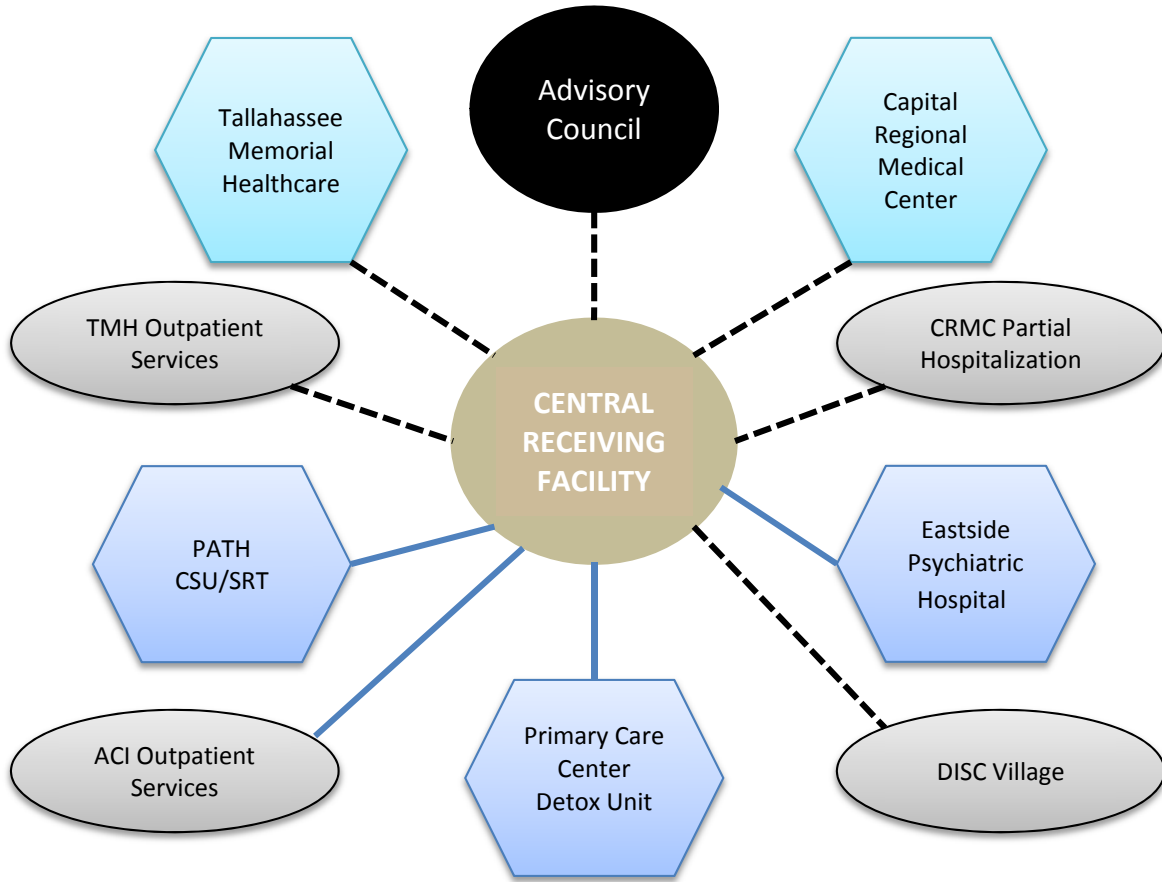 Advisory
Council
Tallahassee
Memorial
Healthcare
Capital
Regional
Medical
Center
TMH Outpatient
Services
CRMC Partial
Hospitalization
CENTRAL
RECEIVING
FACILITY
PATH
CSU/SRT
Eastside
Psychiatric
Hospital
ACI Outpatient
Services
Primary Care
Center
Detox Unit
DISC Village